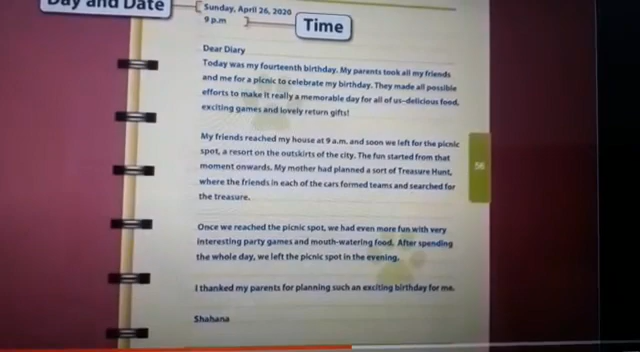 Day and Date
Sunday, April 26, 2020
9 p.m
Time
Dear Diary
Today was my fourteenth birthday. My parents took all my friends
and me for a picnic to celebrate my birthday. They made all possible
efforts to make it really a memorable day for all of us–delicious food,
exciting games and lovely return gifts!
My friends reached my house at 9 a.m. and soon we left for the picnic
spot, a resort on the outskirts of the city. The fun started from that
moment onwards. My mother had planned a sort of Treasure Hunt,
where the friends in each of the cars formed teams and searched for
the treasure.
56
Once we reached the picnic spot, we had even more fun with very
interesting party games and mouth-watering food. After spending
the whole day, we left the picnic spot in the evening.
I thanked my parents for planning such an exciting birthday for me.
Shahana